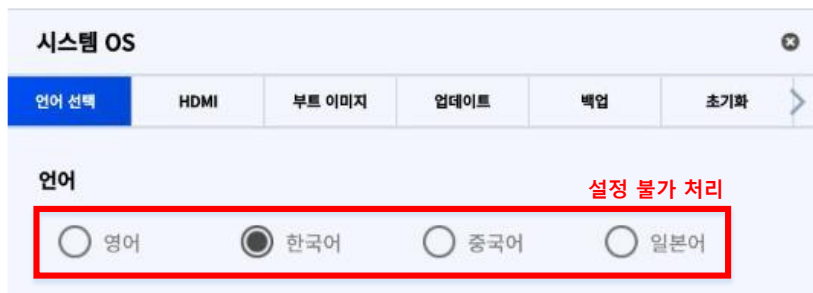 시스템 OS
언어 선택 HDMI 부트 이미지 업데이트 백업 초기화
언어
설정 불가 처리
영어 한국어 중국어 일본어